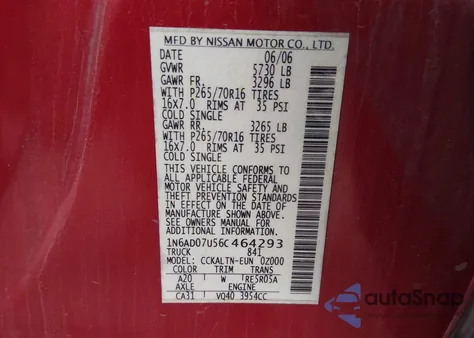 MFD BY NISSAN MOTOR CO., LTD.
DATE 06/06
GVWR 5730 LB
GAWR FR. 3296 LB
WITH P265/70R16 TIRES
16X7.0 RIMS AT 35 PSI
COLD SINGLE
GAWR RR. 3265 LB
WITH P265/70R16 TIRES
16X7.0 RIMS AT 35 PSI
COLD SINGLE
THIS VEHICLE CONFORMS TO
ALL APPLICABLE FEDERAL
MOTOR VEHICLE SAFETY AND
THEFT PREVENTION STANDARDS
IN EFFECT ON THE DATE OF
MANUFACTURE SHOWN ABOVE.
SEE OWNERS MANUAL FOR
ADDITIONAL INFORMATION.
1N6AD07U56C464293
TRUCK 841
MODEL: CCKALTN-EUN 0Z000
COLOR TRIM TRANS
A20 W RE5R05A
CA31 VQ40 3954CC
autoSnap